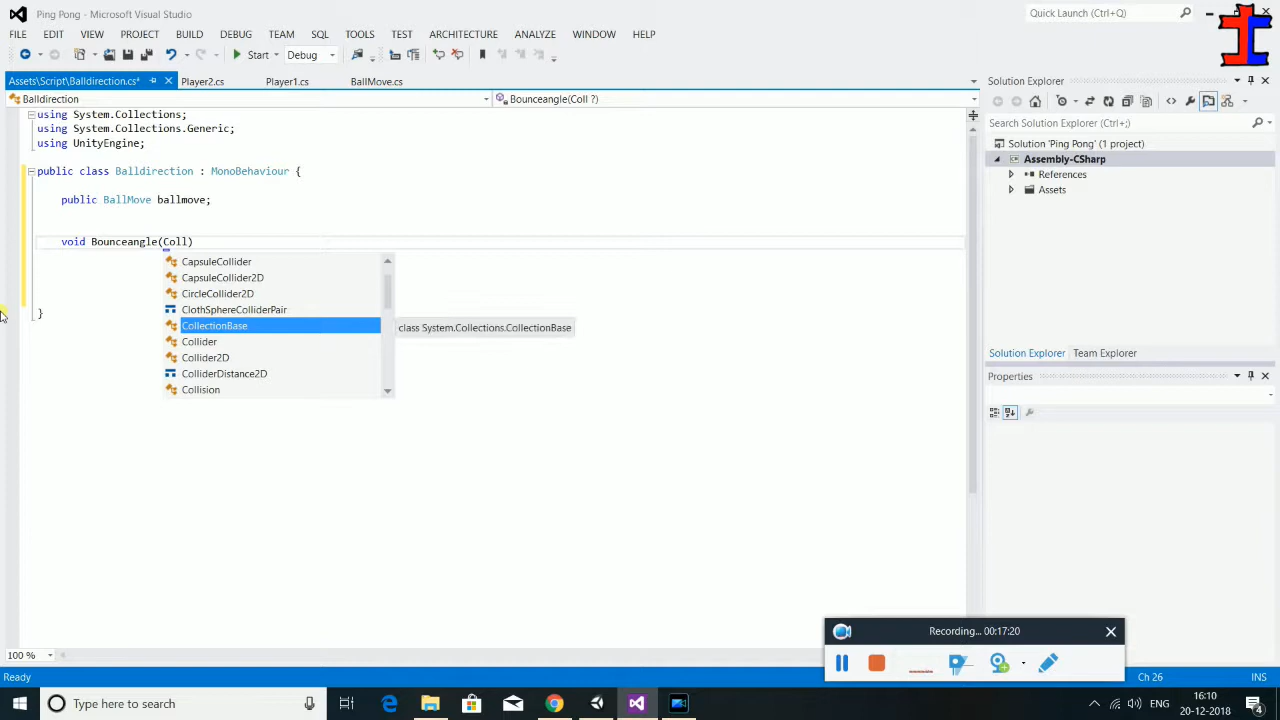 Ping Pong - Microsoft Visual Studio
Quick Launch (Ctrl+Q)
FILE EDIT VIEW PROJECT BUILD DEBUG TEAM SQL TOOLS TEST ARCHITECTURE ANALYZE WINDOW HELP
Start Debug
Assets\Script\Balldirection.cs* Player2.cs Player1.cs BallMove.cs
Balldirection Bounceangle(Coll ?)
using System.Collections;
using System.Collections.Generic;
using UnityEngine;
public class Balldirection : MonoBehaviour {
public BallMove ballmove;
void Bounceangle(Coll)
CapsuleCollider
CapsuleCollider2D
CircleCollider2D
ClothSphereColliderPair
CollectionBase class System.Collections.CollectionBase
Collider
Collider2D
ColliderDistance2D
Collision
}
Solution Explorer
Search Solution Explorer (Ctrl+;)
Solution 'Ping Pong' (1 project)
Assembly-CSharp
References
Assets
Solution Explorer Team Explorer
Properties
Recording... 00:17:20
100 %
Ready Ch 26 INS
Type here to search
ENG
16:10
20-12-2018
4